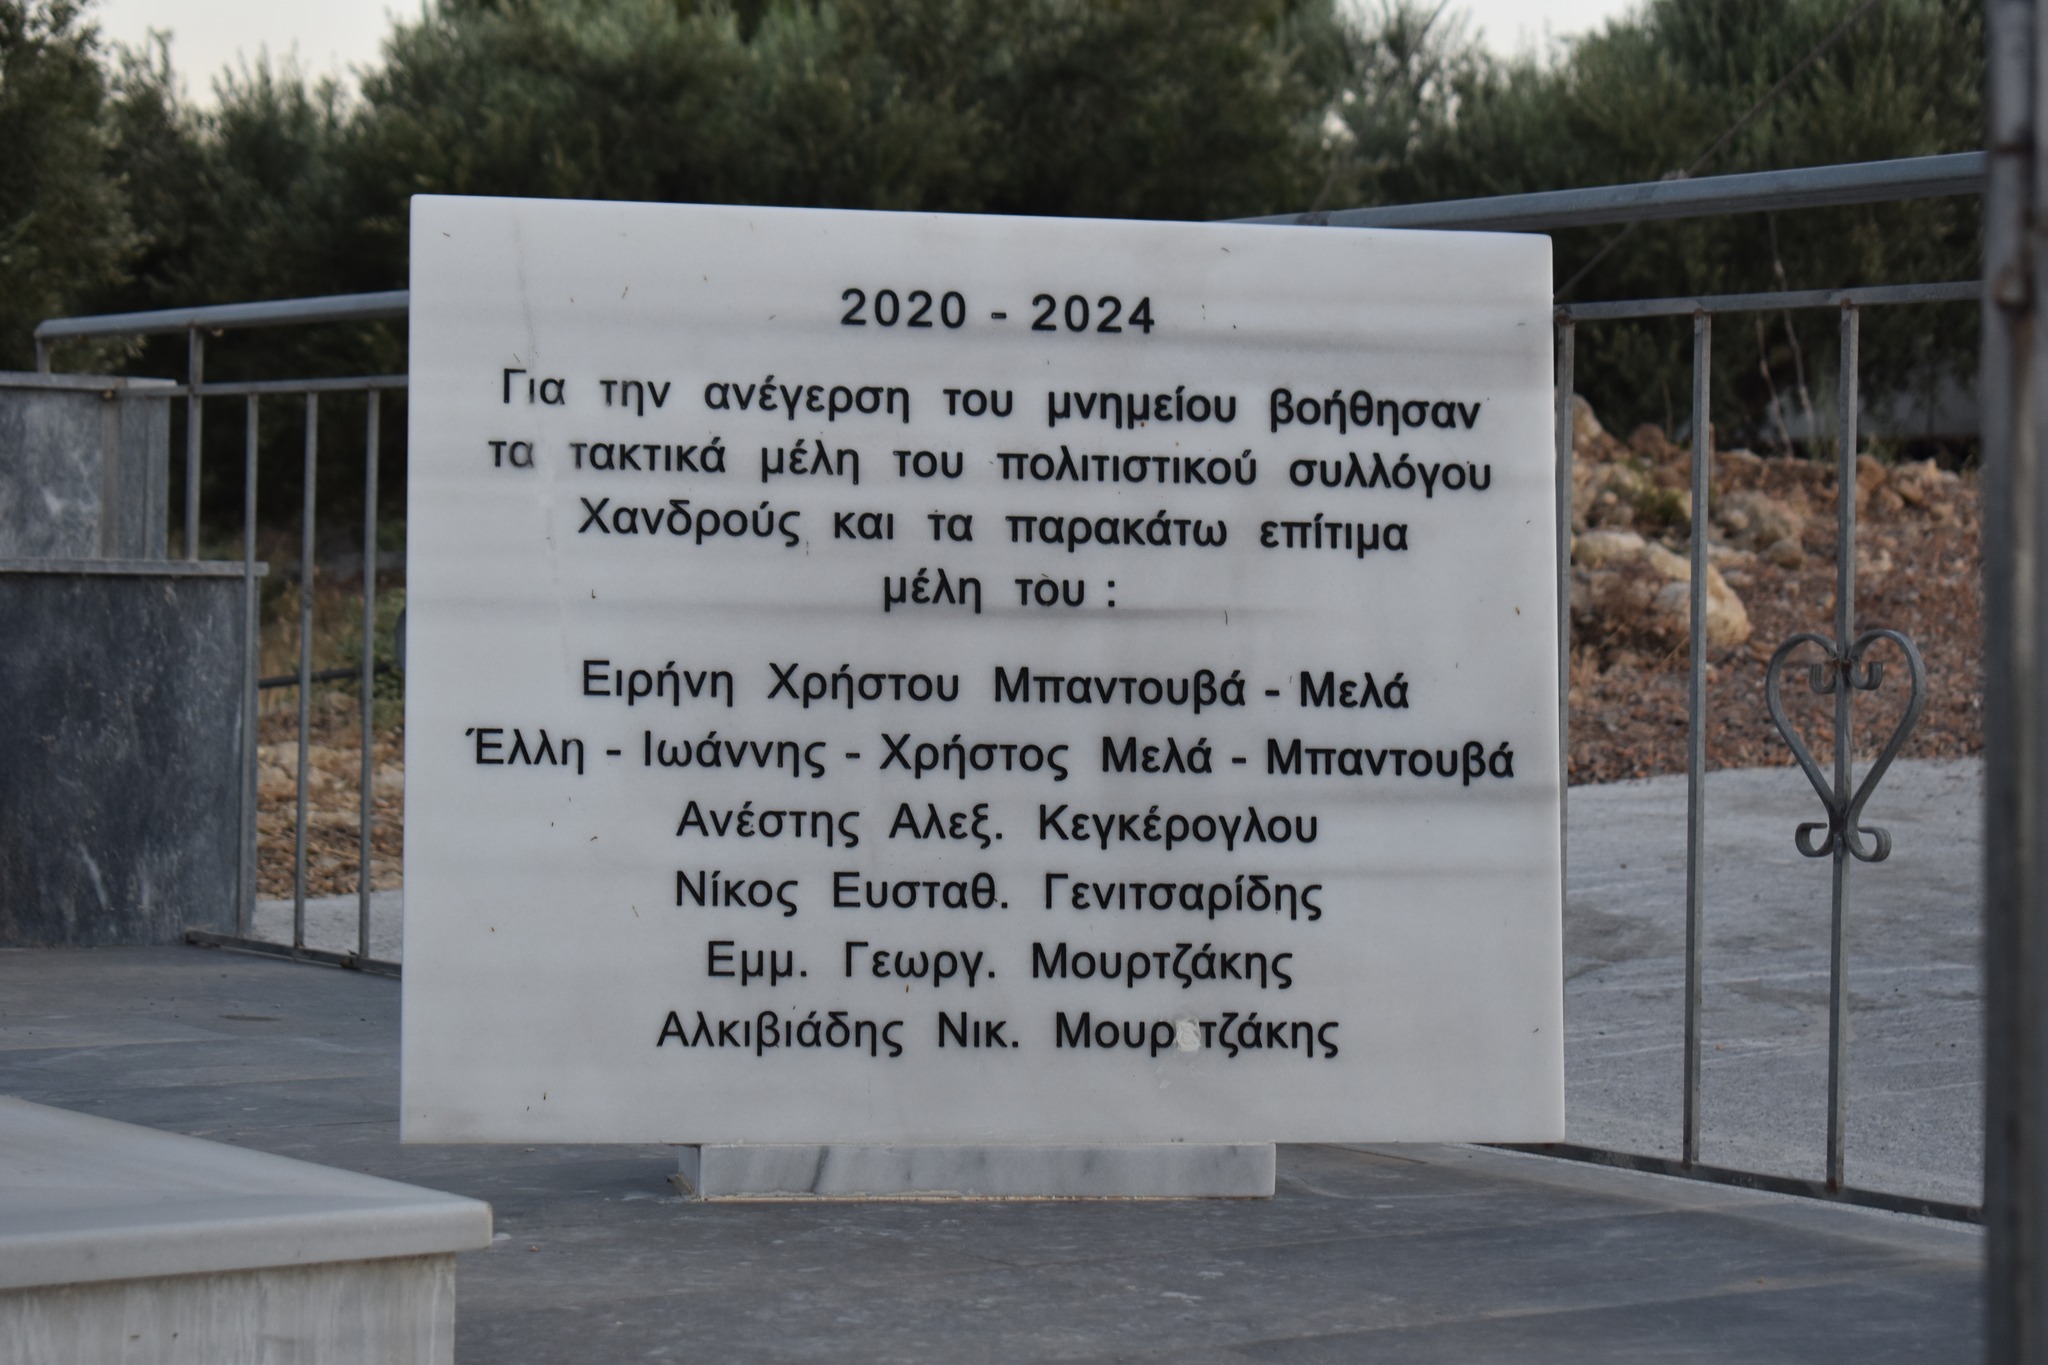 2020 - 2024
Για την ανέγερση του μνημείου βοήθησαν
τα τακτικά μέλη του πολιτιστικού συλλόγου
Χανδρούς και τα παρακάτω επίτιμα
μέλη του :
Ειρήνη Χρήστου Μπαντουβά - Μελά
Έλλη - Ιωάννης - Χρήστος Μελά - Μπαντουβά
Ανέστης Αλεξ. Κεγκέρογλου
Νίκος Ευσταθ. Γενιτσαρίδης
Εμμ. Γεωργ. Μουρτζάκης
Αλκιβιάδης Νικ. Μουρτζάκης